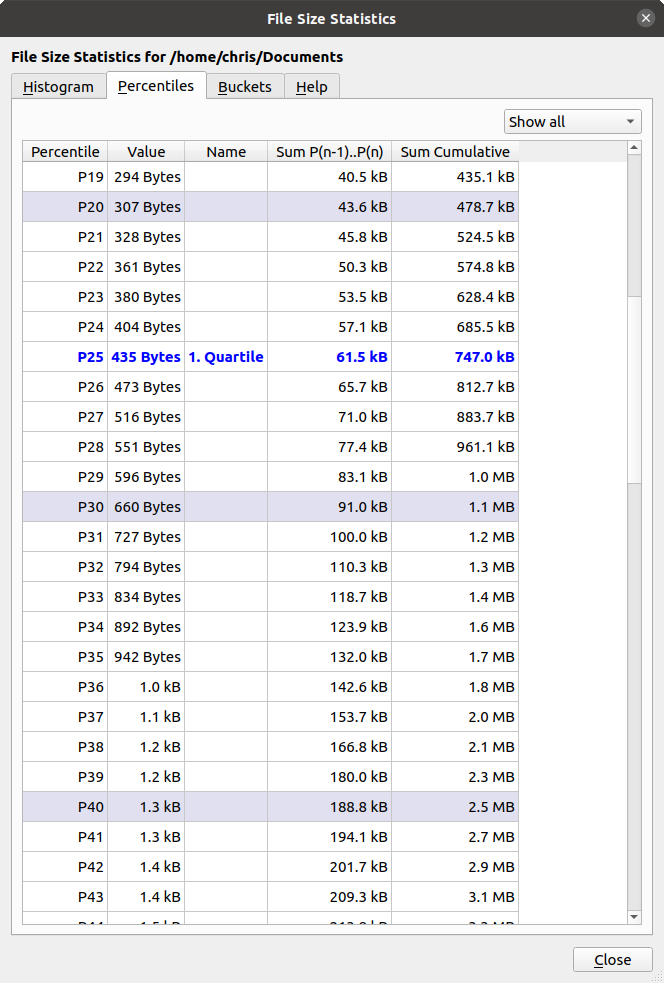 File Size Statistics
File Size Statistics for /home/chris/Documents
Histogram Percentiles Buckets Help
Show all
Percentile Value Name Sum P(n-1)..P(n) Sum Cumulative
P19 294 Bytes 40.5 kB 435.1 kB
P20 307 Bytes 43.6 kB 478.7 kB
P21 328 Bytes 45.8 kB 524.5 kB
P22 361 Bytes 50.3 kB 574.8 kB
P23 380 Bytes 53.5 kB 628.4 kB
P24 404 Bytes 57.1 kB 685.5 kB
P25 435 Bytes 1. Quartile 61.5 kB 747.0 kB
P26 473 Bytes 65.7 kB 812.7 kB
P27 516 Bytes 71.0 kB 883.7 kB
P28 551 Bytes 77.4 kB 961.1 kB
P29 596 Bytes 83.1 kB 1.0 MB
P30 660 Bytes 91.0 kB 1.1 MB
P31 727 Bytes 100.0 kB 1.2 MB
P32 794 Bytes 110.3 kB 1.3 MB
P33 834 Bytes 118.7 kB 1.4 MB
P34 892 Bytes 123.9 kB 1.6 MB
P35 942 Bytes 132.0 kB 1.7 MB
P36 1.0 kB 142.6 kB 1.8 MB
P37 1.1 kB 153.7 kB 2.0 MB
P38 1.2 kB 166.8 kB 2.1 MB
P39 1.2 kB 180.0 kB 2.3 MB
P40 1.3 kB 188.8 kB 2.5 MB
P41 1.3 kB 194.1 kB 2.7 MB
P42 1.4 kB 201.7 kB 2.9 MB
P43 1.4 kB 209.3 kB 3.1 MB
Close